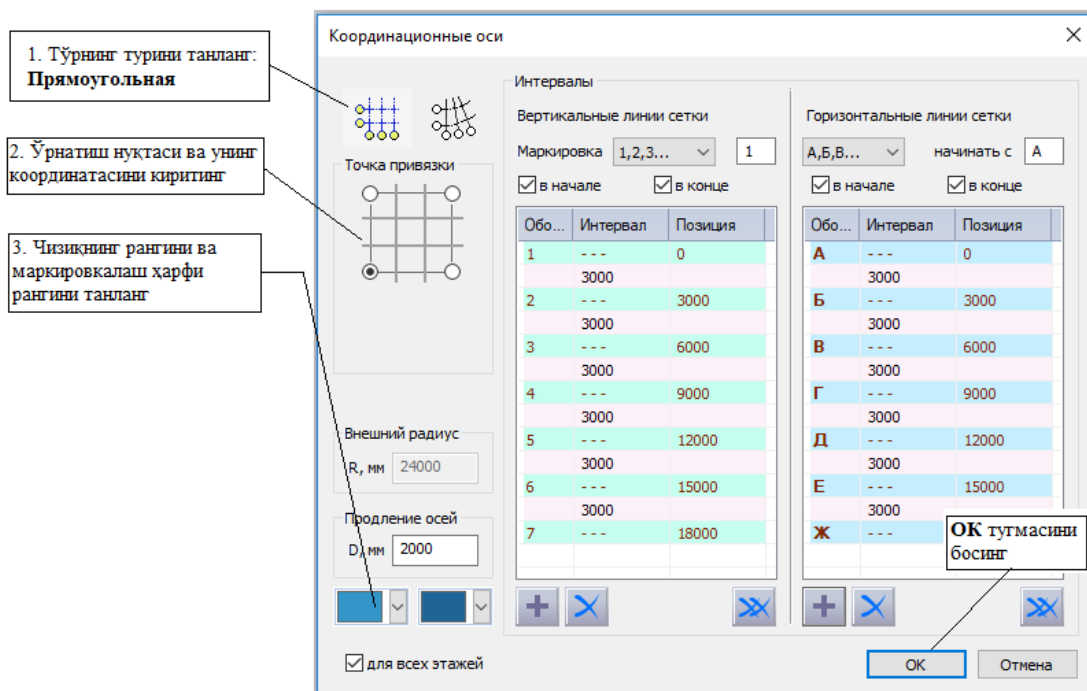 Координационные оси
1. Тўрнинг турини танланг:
Прямоугольная
2. Ўрнатиш нуқтаси ва унинг
координатасини киритинг
3. Чизиқнинг рангини ва
маркировкалаш ҳарфи
рангини танланг
Точка привязки
Внешний радиус
R, мм 24000
Продление осей
D, мм 2000
для всех этажей
Интервалы
Вертикальные линии сетки
Маркировка 1,2,3... 1
в начале в конце
Обо... Интервал Позиция
1 - - - 0
3000
2 - - - 3000
3000
3 - - - 6000
3000
4 - - - 9000
3000
5 - - - 12000
3000
6 - - - 15000
3000
7 - - - 18000
Горизонтальные линии сетки
А,Б,В... начинать с А
в начале в конце
Обо... Интервал Позиция
А - - - 0
3000
Б - - - 3000
3000
В - - - 6000
3000
Г - - - 9000
3000
Д - - - 12000
3000
Е - - - 15000
3000
Ж - - -
ОК тугмасини
босинг
ОК Отмена